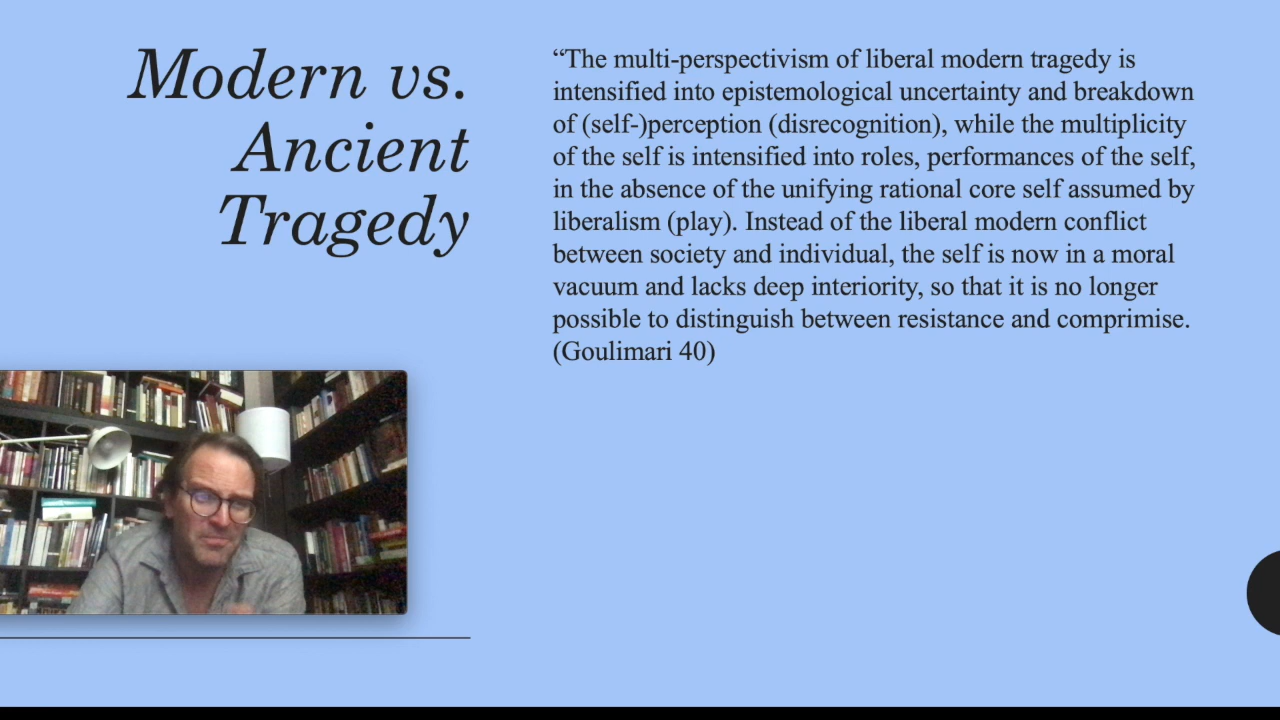 Modern vs.
Ancient
Tragedy
“The multi-perspectivism of liberal modern tragedy is
intensified into epistemological uncertainty and breakdown
of (self-)perception (disrecognition), while the multiplicity
of the self is intensified into roles, performances of the self,
in the absence of the unifying rational core self assumed by
liberalism (play). Instead of the liberal modern conflict
between society and individual, the self is now in a moral
vacuum and lacks deep interiority, so that it is no longer
possible to distinguish between resistance and comprimise.
(Goulimari 40)